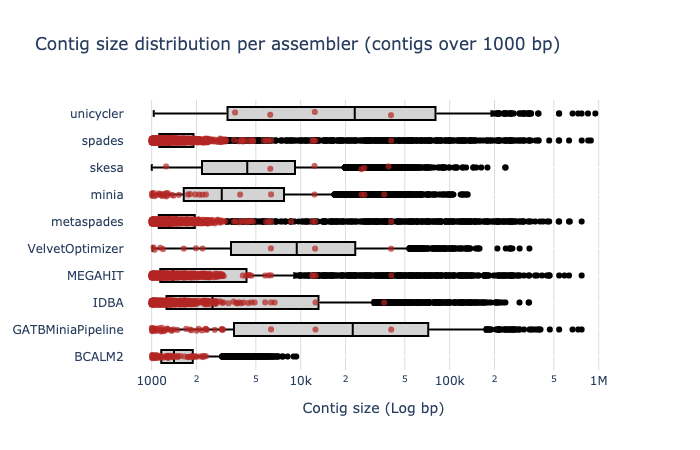 Contig size distribution per assembler (contigs over 1000 bp)
unicycler
spades
skesa
minia
metaspades
VelvetOptimizer
MEGAHIT
IDBA
GATBMiniaPipeline
BCALM2
1000 2 5 10k 2 5 100k 2 5 1M
Contig size (Log bp)